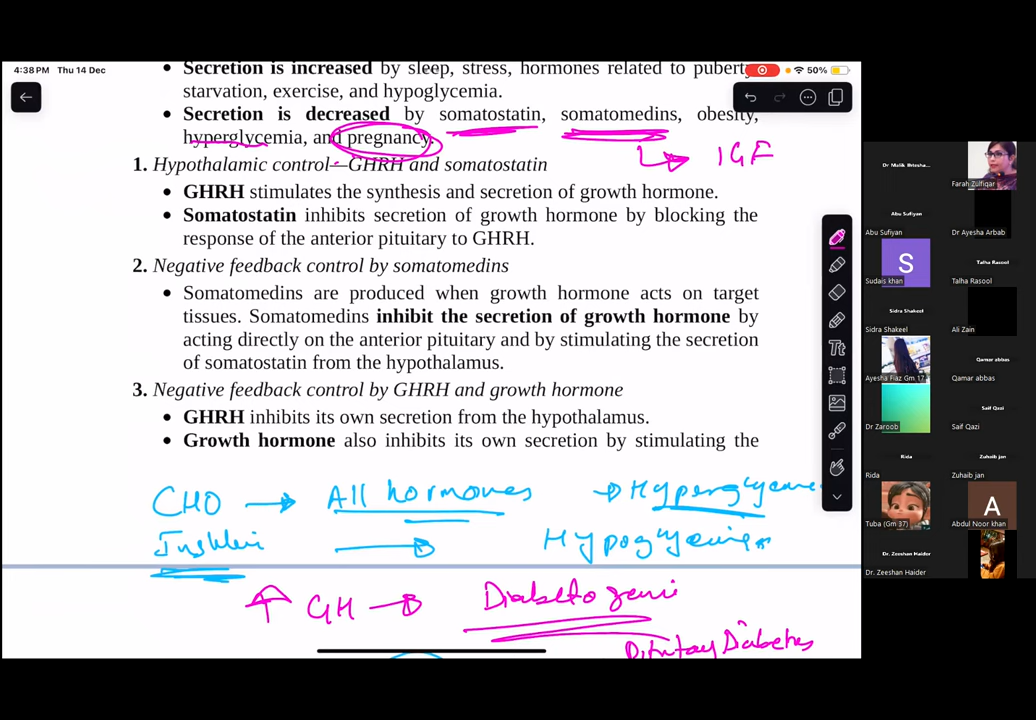 4:38 PM Thu 14 Dec
50%
• Secretion is increased by sleep, stress, hormones related to puberty,
starvation, exercise, and hypoglycemia.
• Secretion is decreased by somatostatin, somatomedins, obesity,
hyperglycemia, and pregnancy.
IGF
1. Hypothalamic control—GHRH and somatostatin
• GHRH stimulates the synthesis and secretion of growth hormone.
• Somatostatin inhibits secretion of growth hormone by blocking the
response of the anterior pituitary to GHRH.
2. Negative feedback control by somatomedins
• Somatomedins are produced when growth hormone acts on target
tissues. Somatomedins inhibit the secretion of growth hormone by
acting directly on the anterior pituitary and by stimulating the secretion
of somatostatin from the hypothalamus.
3. Negative feedback control by GHRH and growth hormone
• GHRH inhibits its own secretion from the hypothalamus.
• Growth hormone also inhibits its own secretion by stimulating the
CHO → All hormones →
→
↑ GH →
Diabetes
Tt
Dr Malik Ibtesha...
Farah Zulfiqar
Abu Sufiyan
Abu Sufiyan
Dr Ayesha Arbab
S
Talha Rasool
Sudais khan
Talha Rasool
Sidra Shakeel
Sidra Shakeel
Ali Zain
Qamar abbas
Ayesha Fiaz Gm 17
Qamar abbas
Saif Qazi
Dr Zaroob
Saif Qazi
Rida
Zuhaib jan
Rida
Zuhaib jan
A
Tuba (Gm 37)
Abdul Noor khan
Dr. Zeeshan Haider
Dr. Zeeshan Haider